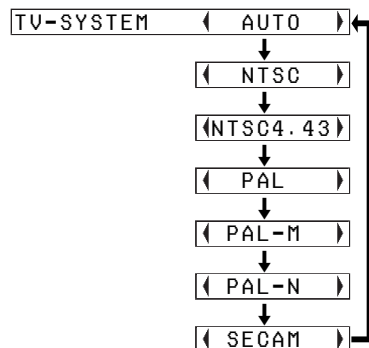 TV-SYSTEM AUTO
NTSC
NTSC4.43
PAL
PAL-M
PAL-N
SECAM